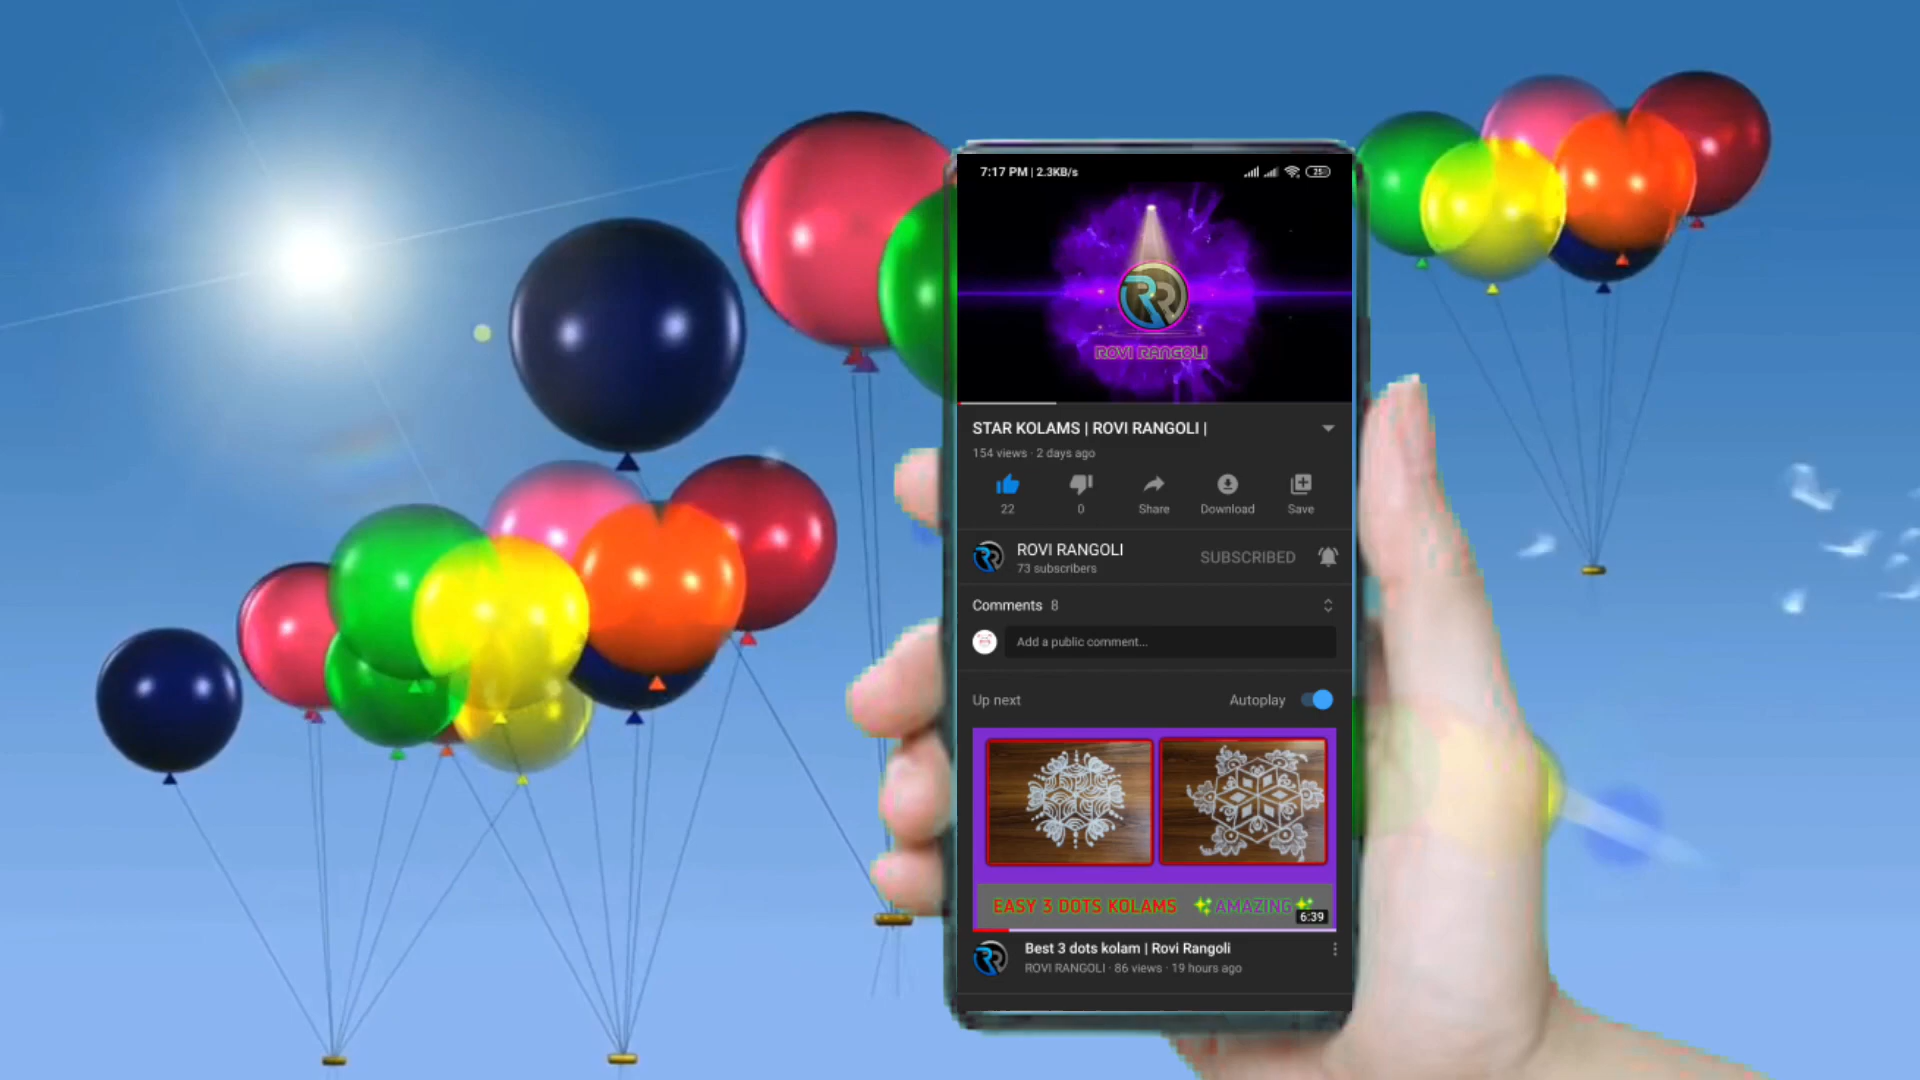 7:17 PM | 2.3KB/s
25
RR
ROVI RANGOLI
STAR KOLAMS | ROVI RANGOLI |
154 views · 2 days ago
22
0
Share
Download
Save
ROVI RANGOLI
73 subscribers
SUBSCRIBED
Comments 8
Add a public comment...
Up next
Autoplay
EASY 3 DOTS KOLAMS ✨AMAZING✨
6:39
Best 3 dots kolam | Rovi Rangoli
ROVI RANGOLI · 86 views · 19 hours ago